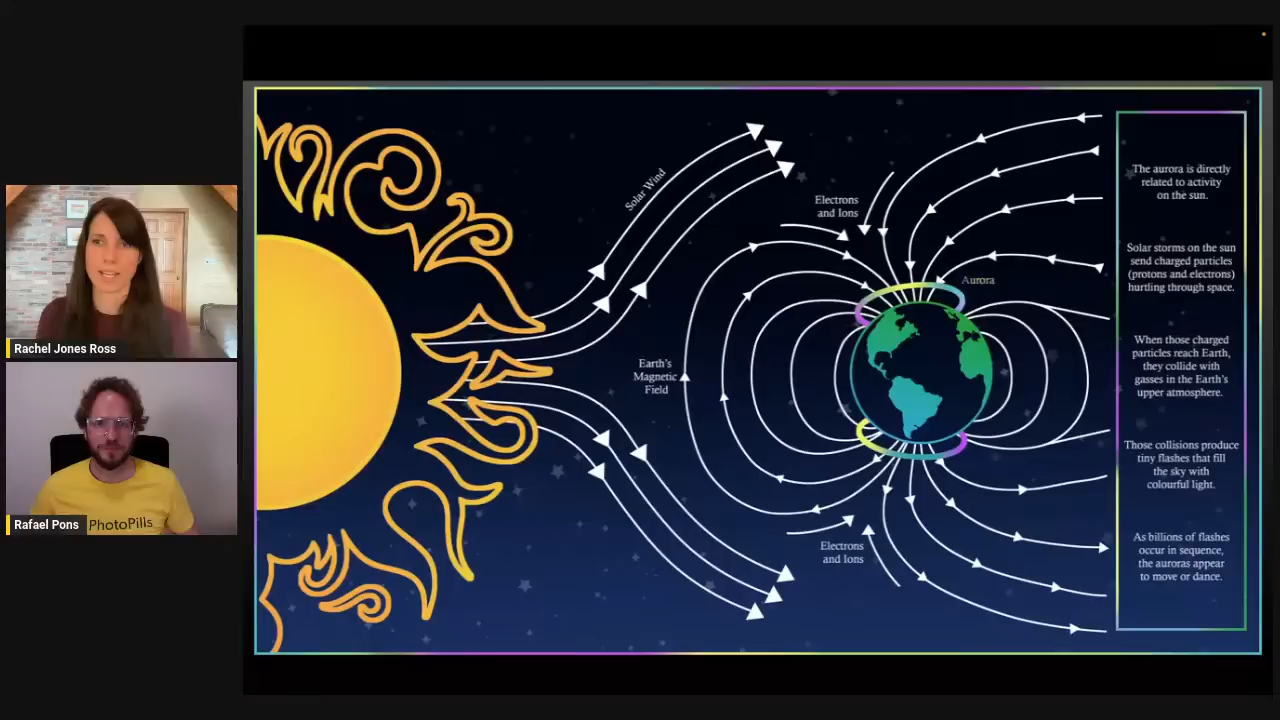 Rachel Jones Ross
Rafael Pons
PhotoPills
Solar Wind
Electrons
and Ions
Aurora
Earth's
Magnetic
Field
Electrons
and Ions
The aurora is directly
related to activity
on the sun.
Solar storms on the sun
send charged particles
(protons and electrons)
hurtling through space.
When those charged
particles reach Earth,
they collide with
gasses in the Earth's
upper atmosphere.
Those collisions produce
tiny flashes that fill
the sky with
colourful light.
As billions of flashes
occur in sequence,
the auroras appear
to move or dance.